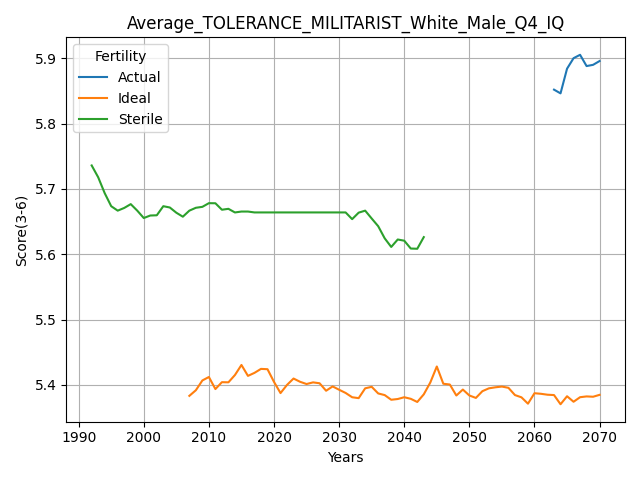 Average_TOLERANCE_MILITARIST_White_Male_Q4_IQ
Fertility
Actual
Ideal
Sterile
Score(3-6)
5.9
5.8
5.7
5.6
5.5
5.4
1990
2000
2010
2020
2030
2040
2050
2060
2070
Years